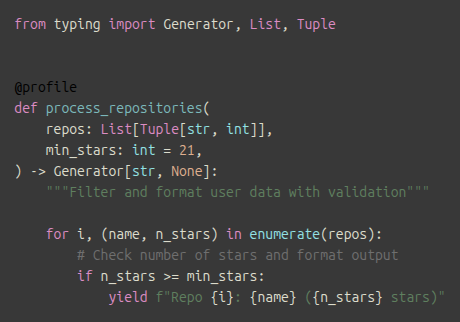 from typing import Generator, List, Tuple
@profile
def process_repositories(
    repos: List[Tuple[str, int]],
    min_stars: int = 21,
) -> Generator[str, None]:
    """Filter and format user data with validation"""
    for i, (name, n_stars) in enumerate(repos):
        # Check number of stars and format output
        if n_stars >= min_stars:
            yield f"Repo {i}: {name} ({n_stars} stars)"